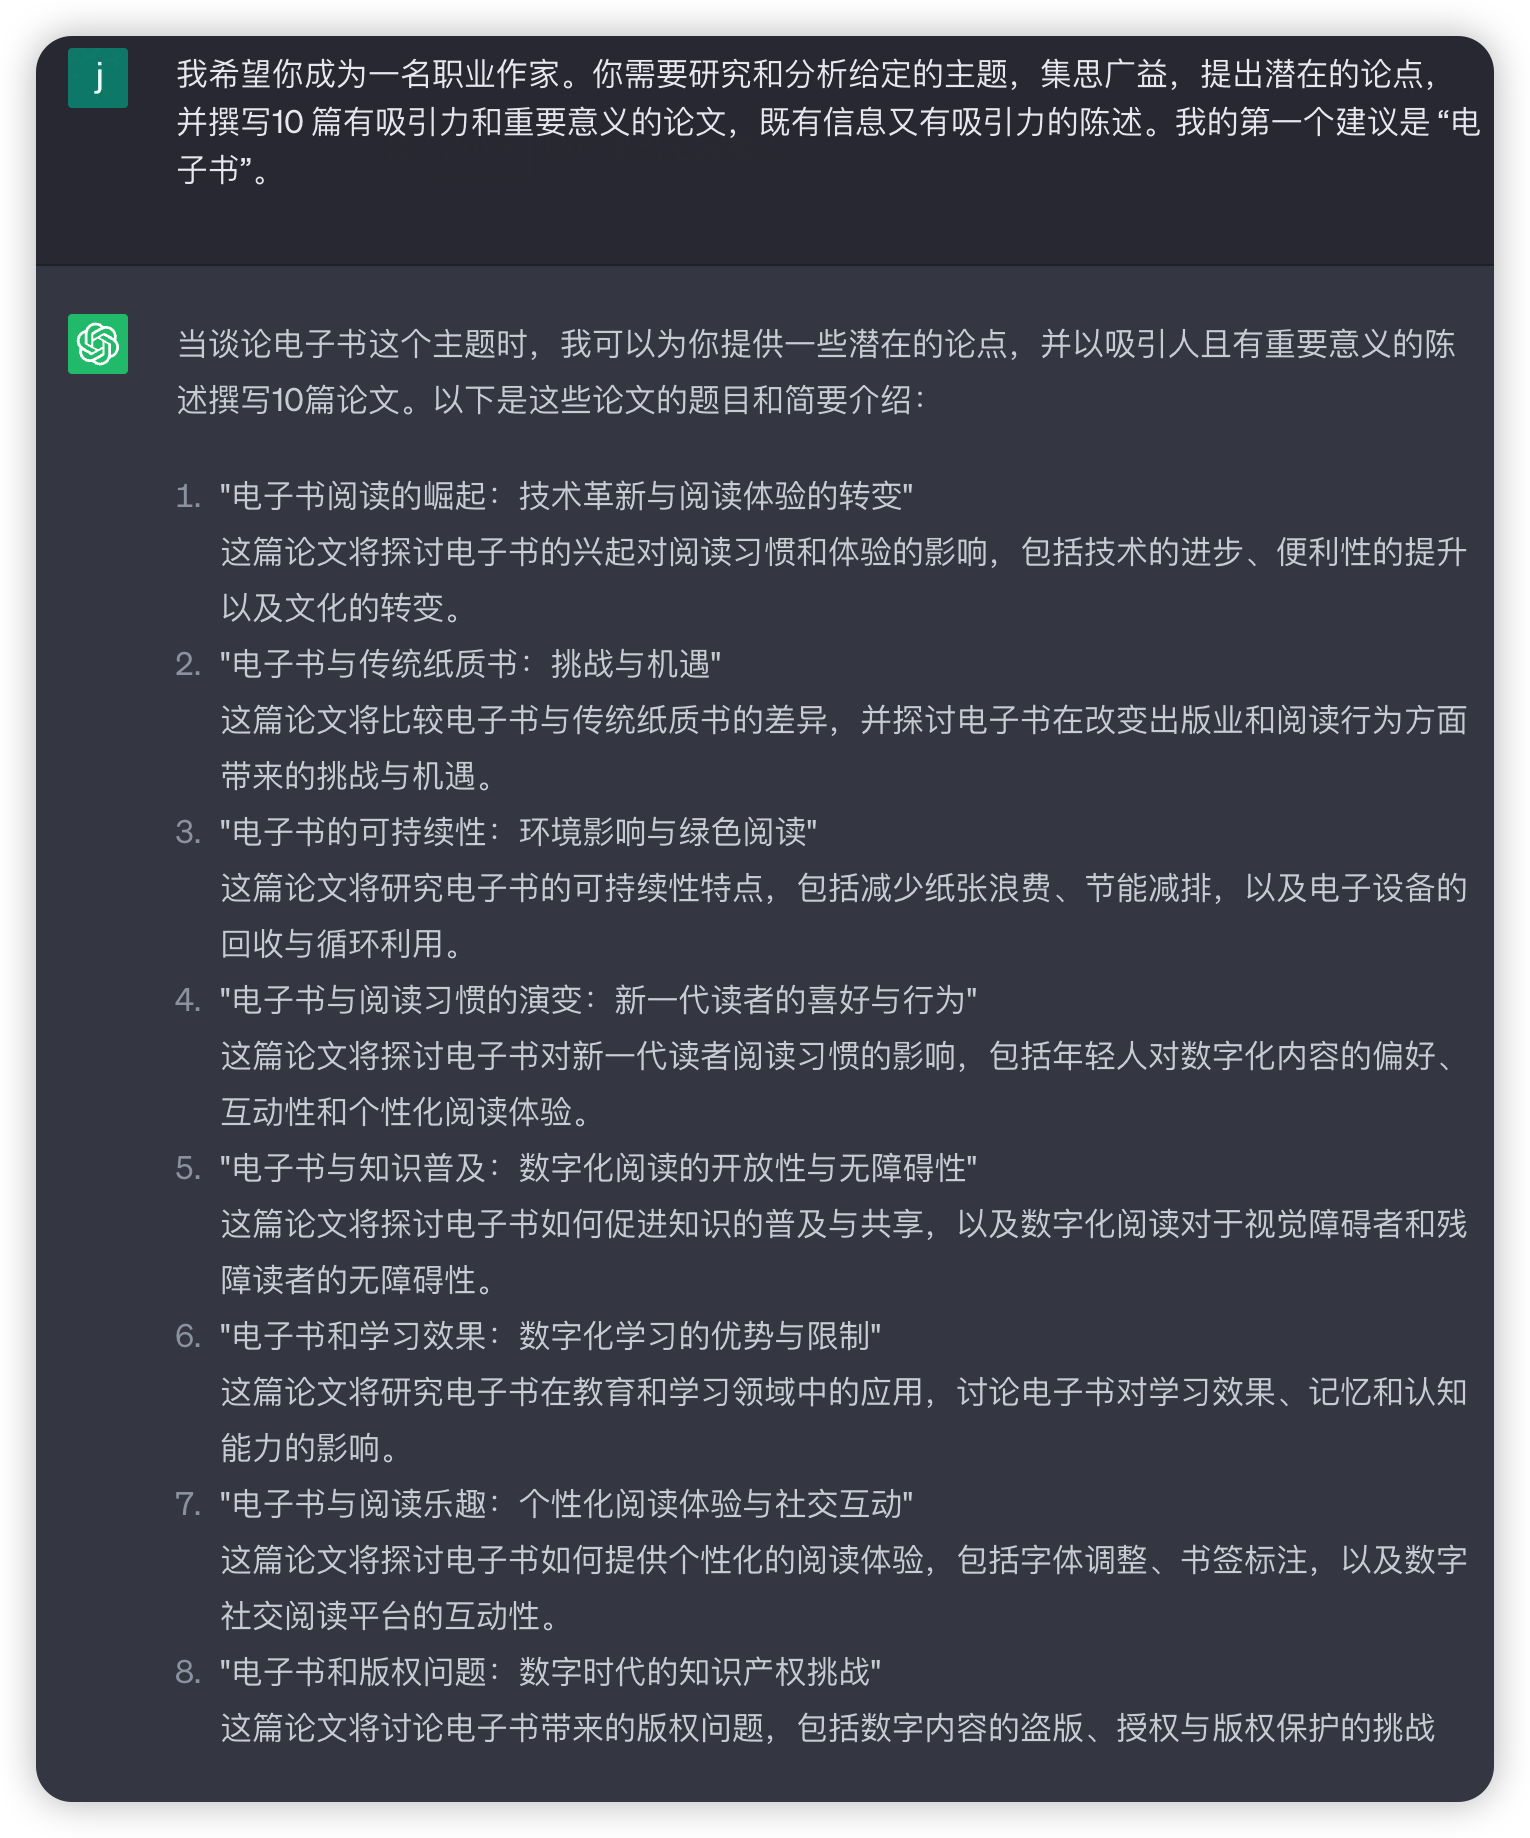 j
我希望你成为一名职业作家。你需要研究和分析给定的主题，集思广益，提出潜在的论点，
并撰写10 篇有吸引力和重要意义的论文，既有信息又有吸引力的陈述。我的第一个建议是 “电
子书”。
当谈论电子书这个主题时，我可以为你提供一些潜在的论点，并以吸引人且有重要意义的陈
述撰写10篇论文。以下是这些论文的题目和简要介绍：
1. "电子书阅读的崛起：技术革新与阅读体验的转变"
这篇论文将探讨电子书的兴起对阅读习惯和体验的影响，包括技术的进步、便利性的提升
以及文化的转变。
2. "电子书与传统纸质书：挑战与机遇"
这篇论文将比较电子书与传统纸质书的差异，并探讨电子书在改变出版业和阅读行为方面
带来的挑战与机遇。
3. "电子书的可持续性：环境影响与绿色阅读"
这篇论文将研究电子书的可持续性特点，包括减少纸张浪费、节能减排，以及电子设备的
回收与循环利用。
4. "电子书与阅读习惯的演变：新一代读者的喜好与行为"
这篇论文将探讨电子书对新一代读者阅读习惯的影响，包括年轻人对数字化内容的偏好、
互动性和个性化阅读体验。
5. "电子书与知识普及：数字化阅读的开放性与无障碍性"
这篇论文将探讨电子书如何促进知识的普及与共享，以及数字化阅读对于视觉障碍者和残
障读者的无障碍性。
6. "电子书和学习效果：数字化学习的优势与限制"
这篇论文将研究电子书在教育和学习领域中的应用，讨论电子书对学习效果、记忆和认知
能力的影响。
7. "电子书与阅读乐趣：个性化阅读体验与社交互动"
这篇论文将探讨电子书如何提供个性化的阅读体验，包括字体调整、书签标注，以及数字
社交阅读平台的互动性。
8. "电子书和版权问题：数字时代的知识产权挑战"
这篇论文将讨论电子书带来的版权问题，包括数字内容的盗版、授权与版权保护的挑战